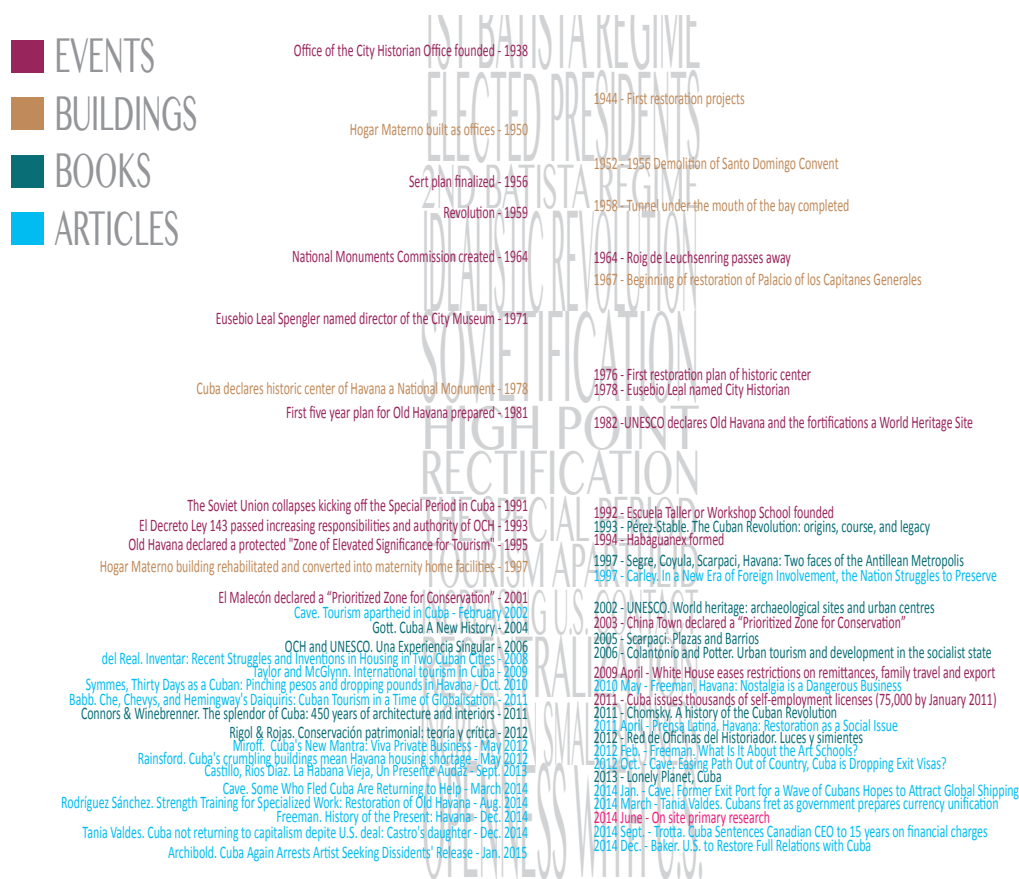 EVENTS
BUILDINGS
BOOKS
ARTICLES
1ST BATISTA REGIME
ELECTED PRESIDENTS
2ND BATISTA REGIME
IDEALISTIC REVOLUTION
SOVIETIFICATION
HIGH POINT
RECTIFICATION
THE SPECIAL PERIOD
TOURISM APARTHEID
U.S. CONTACT
OPENNESS WITH U.S.
Office of the City Historian Office founded - 1938
Hogar Materno built as offices - 1950
Sert plan finalized - 1956
Revolution - 1959
National Monuments Commission created - 1964
Eusebio Leal Spengler named director of the City Museum - 1971
Cuba declares historic center of Havana a National Monument - 1978
First five year plan for Old Havana prepared - 1981
The Soviet Union collapses kicking off the Special Period in Cuba - 1991
El Decreto Ley 143 passed increasing responsibilities and authority of OCH - 1993
Old Havana declared a protected "Zone of Elevated Significance for Tourism" - 1995
Hogar Materno building rehabilitated and converted into maternity home facilities - 1997
El Malecón declared a “Prioritized Zone for Conservation” - 2001
Cave. Tourism apartheid in Cuba - February 2002
Gott. Cuba A New History - 2004
OCH and UNESCO. Una Experiencia Singular - 2006
del Real. Inventar: Recent Struggles and Inventions in Housing in Two Cuban Cities - 2008
Taylor and McGlynn. International tourism in Cuba - 2009
Symmes, Thirty Days as a Cuban: Pinching pesos and dropping pounds in Havana - Oct. 2010
Babb. Che, Chevys, and Hemingway's Daiquiris: Cuban Tourism in a Time of Globalisation - 2011
Connors & Winebrenner. The splendor of Cuba: 450 years of architecture and interiors - 2011
Rigol & Rojas. Conservación patrimonial: teoría y crítica - 2012
Miroff. Cuba's New Mantra: Viva Private Business - May 2012
Rainsford. Cuba's crumbling buildings mean Havana housing shortage - May 2012
Castillo, Ríos Díaz. La Habana Vieja, Un Presente Audaz - Sept. 2013
Cave. Some Who Fled Cuba Are Returning to Help - March 2014
Rodríguez Sánchez. Strength Training for Specialized Work: Restoration of Old Havana - Aug. 2014
Freeman. History of the Present: Havana - Dec. 2014
Tania Valdes. Cuba not returning to capitalism depite U.S. deal: Castro's daughter - Dec. 2014
Archibold. Cuba Again Arrests Artist Seeking Dissidents' Release - Jan. 2015
1944 - First restoration projects
1952 - 1956 Demolition of Santo Domingo Convent
1958 - Tunnel under the mouth of the bay completed
1964 - Roig de Leuchsenring passes away
1967 - Beginning of restoration of Palacio of los Capitanes Generales
1976 - First restoration plan of historic center
1978 - Eusebio Leal named City Historian
1982 -UNESCO declares Old Havana and the fortifications a World Heritage Site
1992 - Escuela Taller or Workshop School founded
1993 - Pérez-Stable. The Cuban Revolution: origins, course, and legacy
1994 - Habaguanex formed
1997 - Segre, Coyula, Scarpaci, Havana: Two faces of the Antillean Metropolis
1997 - Carley. In a New Era of Foreign Involvement, the Nation Struggles to Preserve
2002 - UNESCO. World heritage: archaeological sites and urban centres
2003 - China Town declared a “Prioritized Zone for Conservation”
2005 - Scarpaci. Plazas and Barrios
2006 - Colantonio and Potter. Urban tourism and development in the socialist state
2009 April - White House eases restrictions on remittances, family travel and export
2010 May - Freeman, Havana: Nostalgia is a Dangerous Business
2011 - Cuba issues thousands of self-employment licenses (75,000 by January 2011)
2011 - Chomsky. A history of the Cuban Revolution
2011 April - Prensa Latina, Havana: Restoration as a Social Issue
2012 - Red de Oficinas del Historiador. Luces y simientes
2012 Feb. - Freeman. What Is It About the Art Schools?
2012 Oct. - Cave. Easing Path Out of Country, Cuba is Dropping Exit Visas?
2013 - Lonely Planet, Cuba
2014 Jan. - Cave. Former Exit Port for a Wave of Cubans Hopes to Attract Global Shipping
2014 March - Tania Valdes. Cubans fret as government prepares currency unification
2014 June - On site primary research
2014 Sept. - Trotta. Cuba Sentences Canadian CEO to 15 years on financial charges
2014 Dec. - Baker. U.S. to Restore Full Relations with Cuba